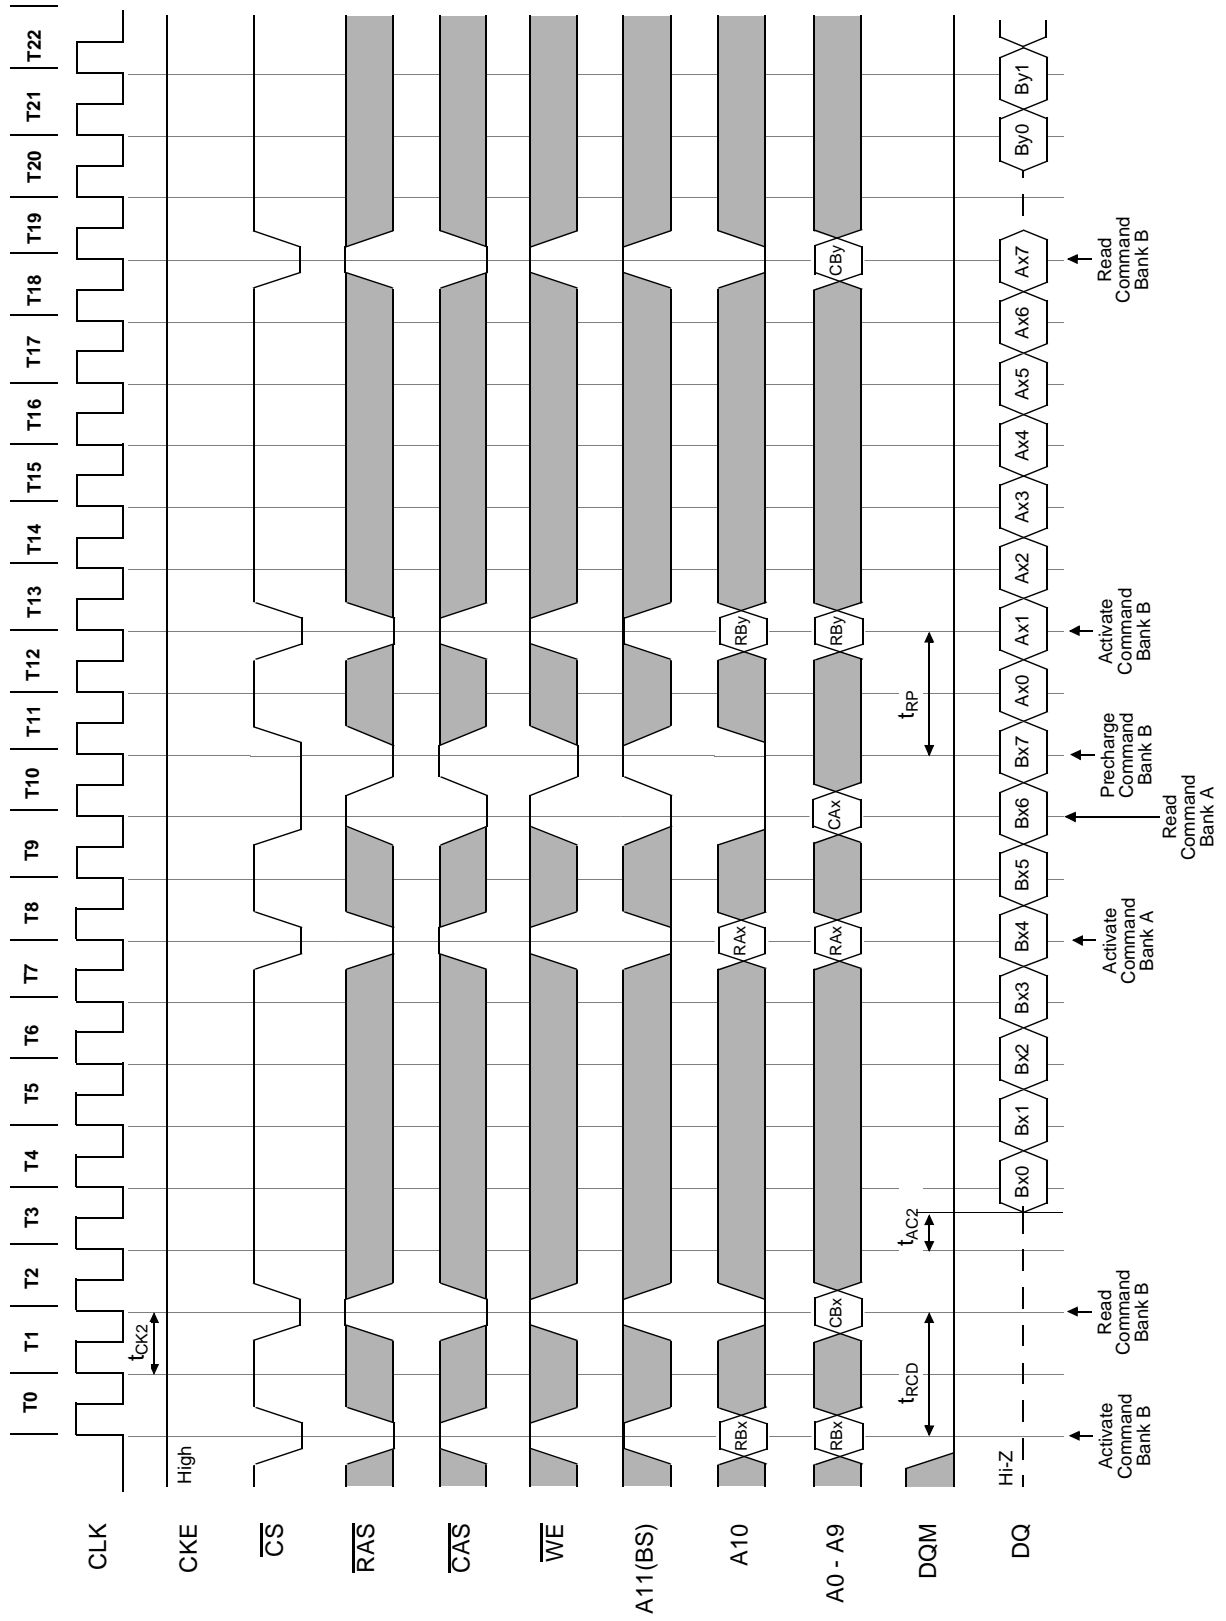 T0 T1 T2 T3 T4 T5 T6 T7 T8 T9 T10 T11 T12 T13 T14 T15 T16 T17 T18 T19 T20 T21 T22
CLK
tCK2
CKE
High
CS
RAS
CAS
WE
A11(BS)
A10
RBx RAx RBy
A0 - A9
RBx CBx RAx CAx RBy CBy
DQM
tRCD tAC2 tRP
DQ
Hi-Z
Bx0 Bx1 Bx2 Bx3 Bx4 Bx5 Bx6 Bx7 Ax0 Ax1 Ax2 Ax3 Ax4 Ax5 Ax6 Ax7 By0 By1
Activate
Command
Bank B
Read
Command
Bank B
Activate
Command
Bank A
Read
Command
Bank A
Precharge
Command
Bank B
Activate
Command
Bank B
Read
Command
Bank B